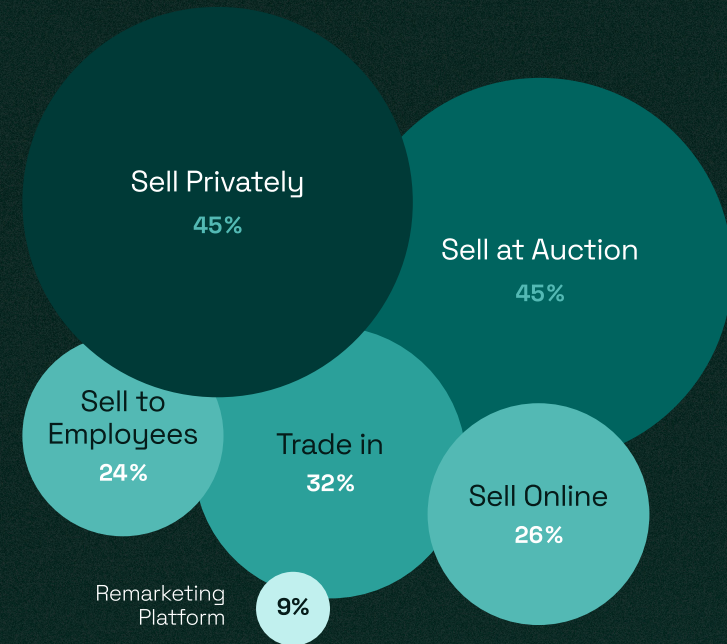 Sell Privately
45%
Sell at Auction
45%
Sell to
Employees
24%
Trade in
32%
Sell Online
26%
Remarketing
Platform
9%